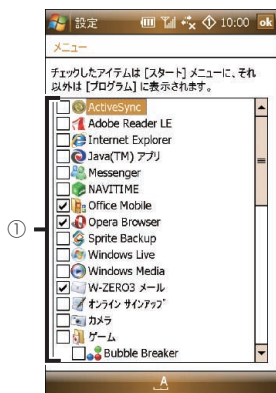 設定 10:00 ok
メニュー
チェックしたアイテムは [スタート] メニューに、それ
以外は [プログラム] に表示されます。
ActiveSync
Adobe Reader LE
Internet Explorer
Java(TM) アプリ
Messenger
NAVITIME
Office Mobile
Opera Browser
Sprite Backup
Windows Live
Windows Media
W-ZERO3 メール
オンライン サインアップ
カメラ
ゲーム
Bubble Breaker
①
A